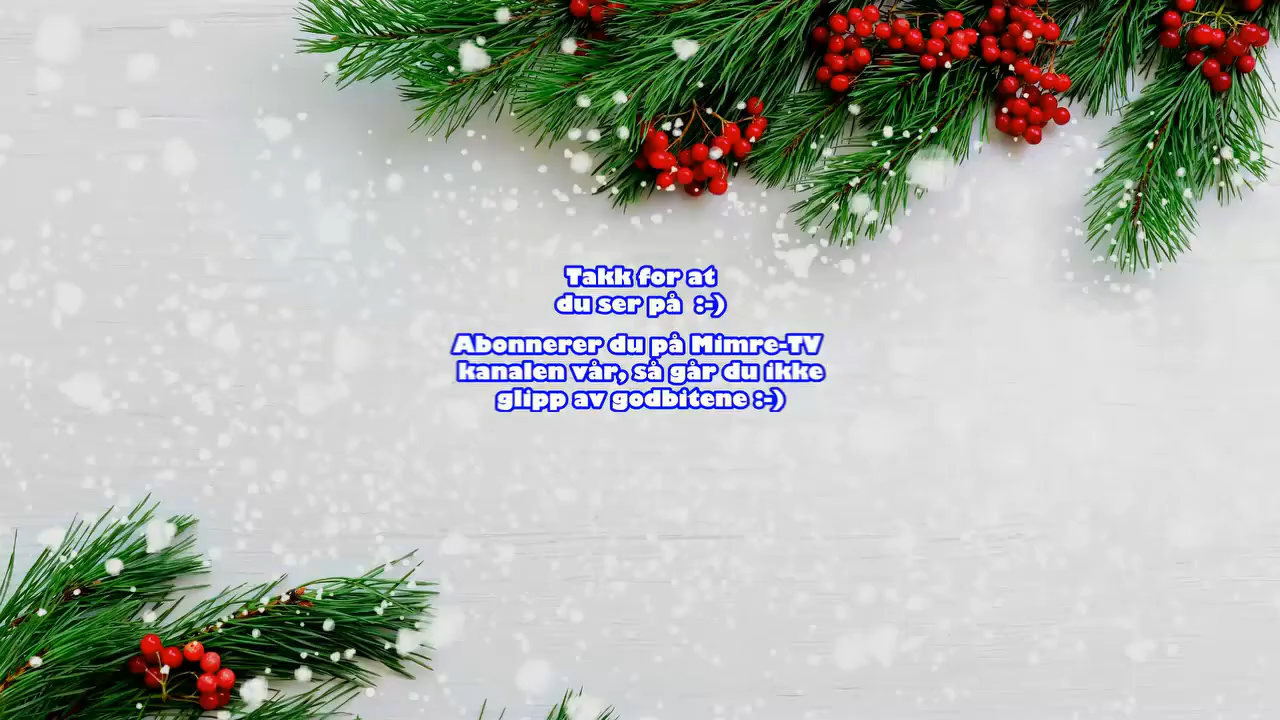 Takk for at
du ser på :-)
Abonnerer du på Mimre-TV
kanalen vår, så går du ikke
glipp av godbitene :-)